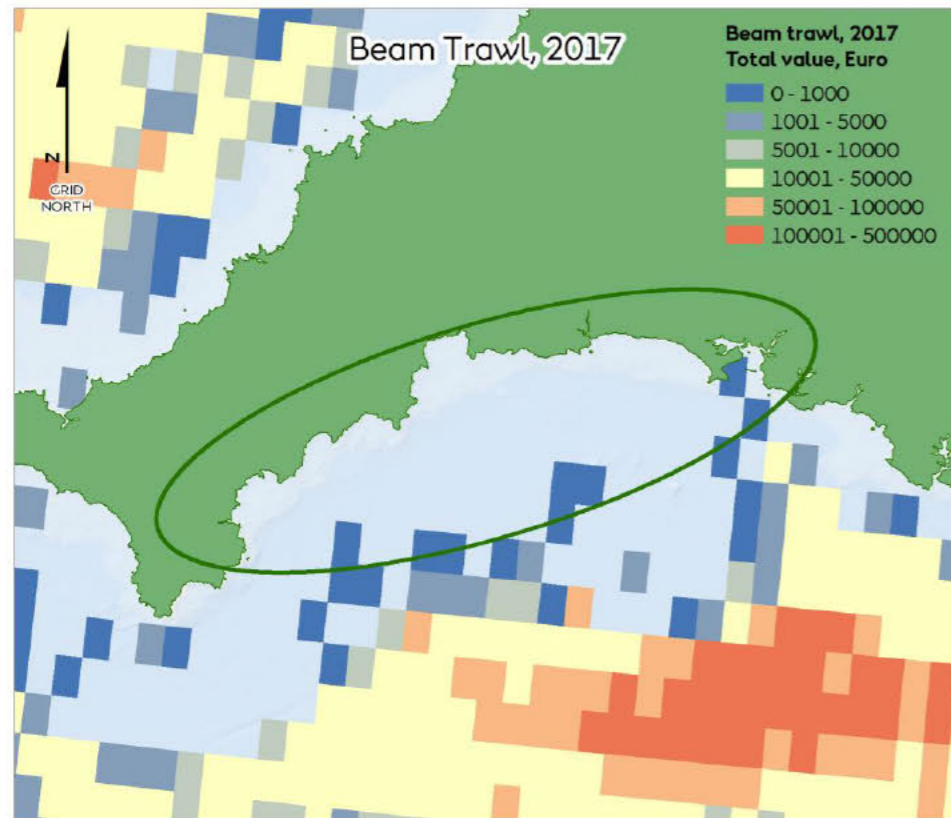 Beam Trawl, 2017
Beam trawl, 2017
Total value, Euro
0 - 1000
1001 - 5000
5001 - 10000
10001 - 50000
50001 - 100000
100001 - 500000
N
GRID
NORTH